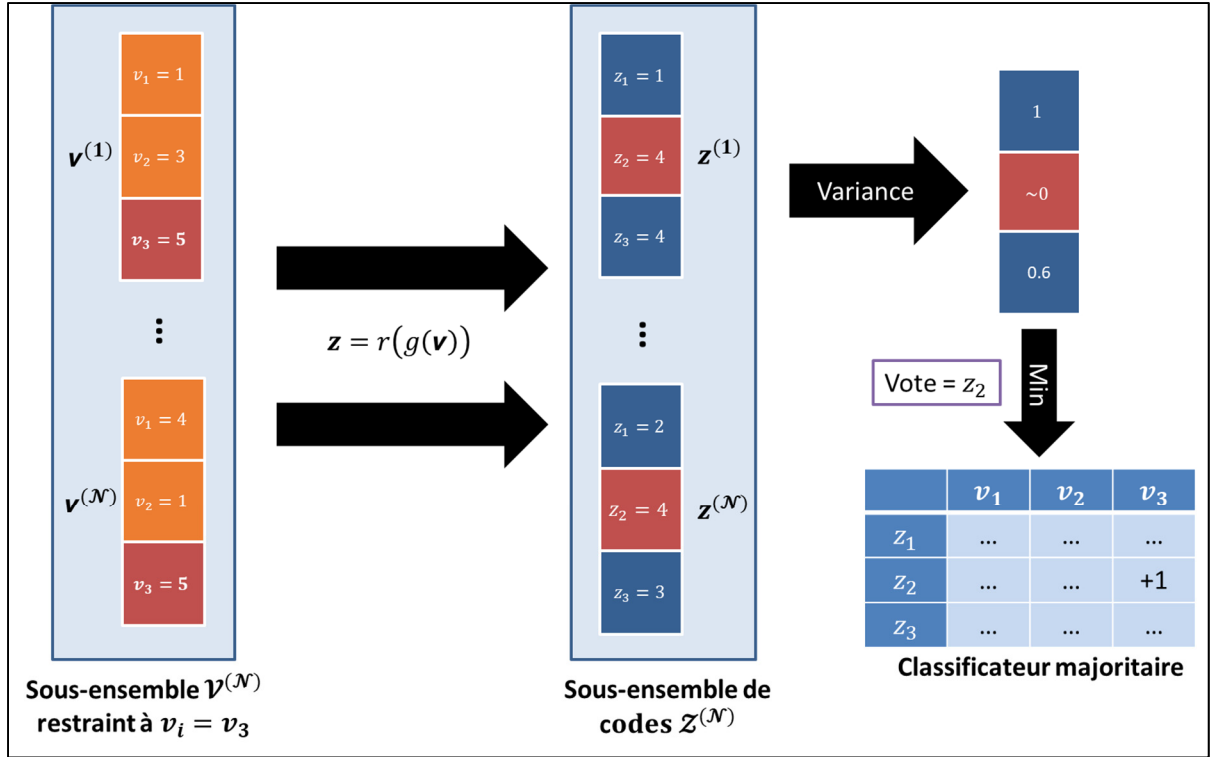 v₁ = 1
v⁽¹⁾
v₂ = 3
v₃ = 5
⋮
v₁ = 4
v⁽𝒩⁾
v₂ = 1
v₃ = 5
Sous-ensemble 𝒱⁽𝒩⁾
restraint à vᵢ = v₃
z = r(g(v))
z₁ = 1
z₂ = 4
z⁽¹⁾
z₃ = 4
⋮
z₁ = 2
z₂ = 4
z⁽𝒩⁾
z₃ = 3
Sous-ensemble de
codes 𝒵⁽𝒩⁾
Variance
1
~0
0.6
Vote = z₂
Min
v₁ v₂ v₃
z₁ ... ... ...
z₂ ... ... +1
z₃ ... ... ...
Classificateur majoritaire